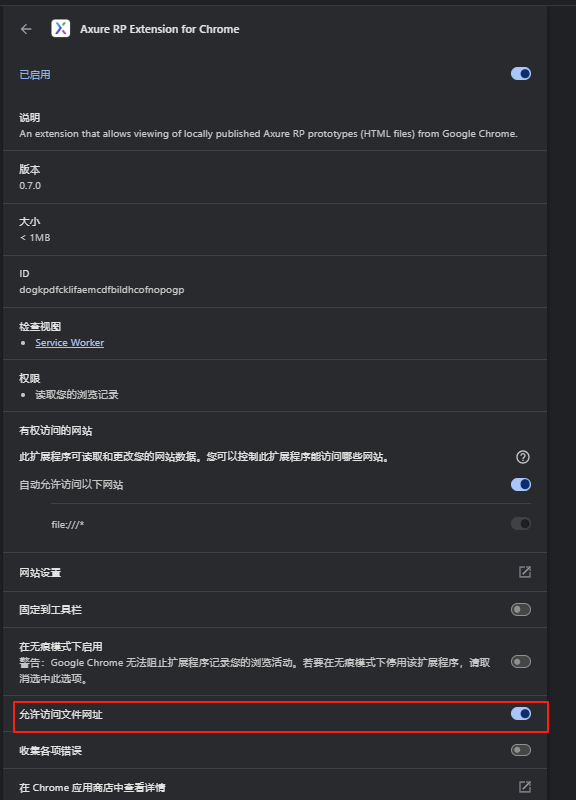 Axure RP Extension for Chrome
已启用
说明
An extension that allows viewing of locally published Axure RP prototypes (HTML files) from Google Chrome.
版本
0.7.0
大小
< 1MB
ID
dogkpdfcklifaemcdfbildhcofnopogp
检查视图
Service Worker
权限
读取您的浏览记录
有权访问的网站
此扩展程序可读取和更改您的网站数据。您可以控制此扩展程序能访问哪些网站。
自动允许访问以下网站
file:///*
网站设置
固定到工具栏
在无痕模式下启用
警告：Google Chrome 无法阻止扩展程序记录您的浏览活动。若要在无痕模式下停用该扩展程序，请取
消选中此选项。
允许访问文件网址
收集各项错误
在 Chrome 应用商店中查看详情